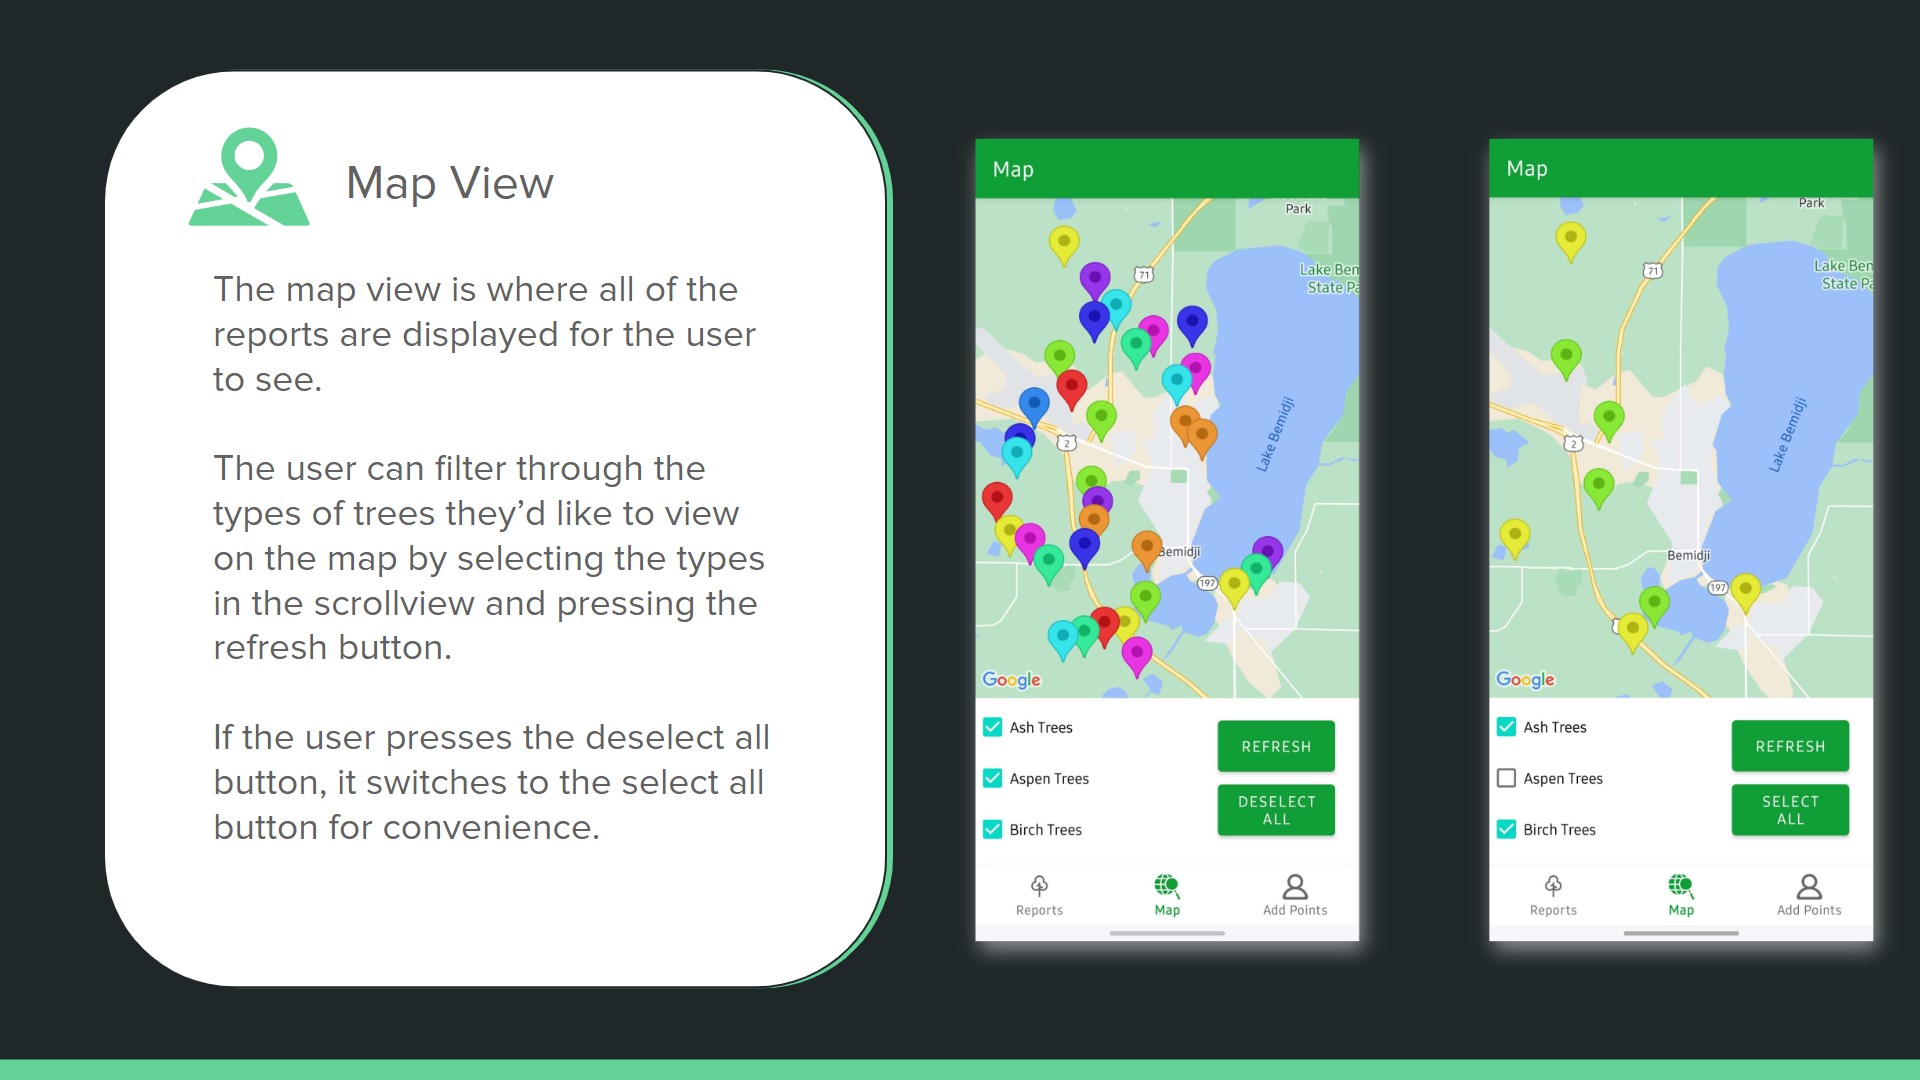 Map View
The map view is where all of the
reports are displayed for the user
to see.
The user can filter through the
types of trees they’d like to view
on the map by selecting the types
in the scrollview and pressing the
refresh button.
If the user presses the deselect all
button, it switches to the select all
button for convenience.
Map
Park
71
Lake Bem
State Pa
Lake Bemidji
2
Bemidji
197
Google
Ash Trees
Aspen Trees
Birch Trees
REFRESH
DESELECT
ALL
Reports
Map
Add Points
Map
Park
71
Lake Bem
State Pa
Lake Bemidji
2
Bemidji
197
Google
Ash Trees
Aspen Trees
Birch Trees
REFRESH
SELECT
ALL
Reports
Map
Add Points